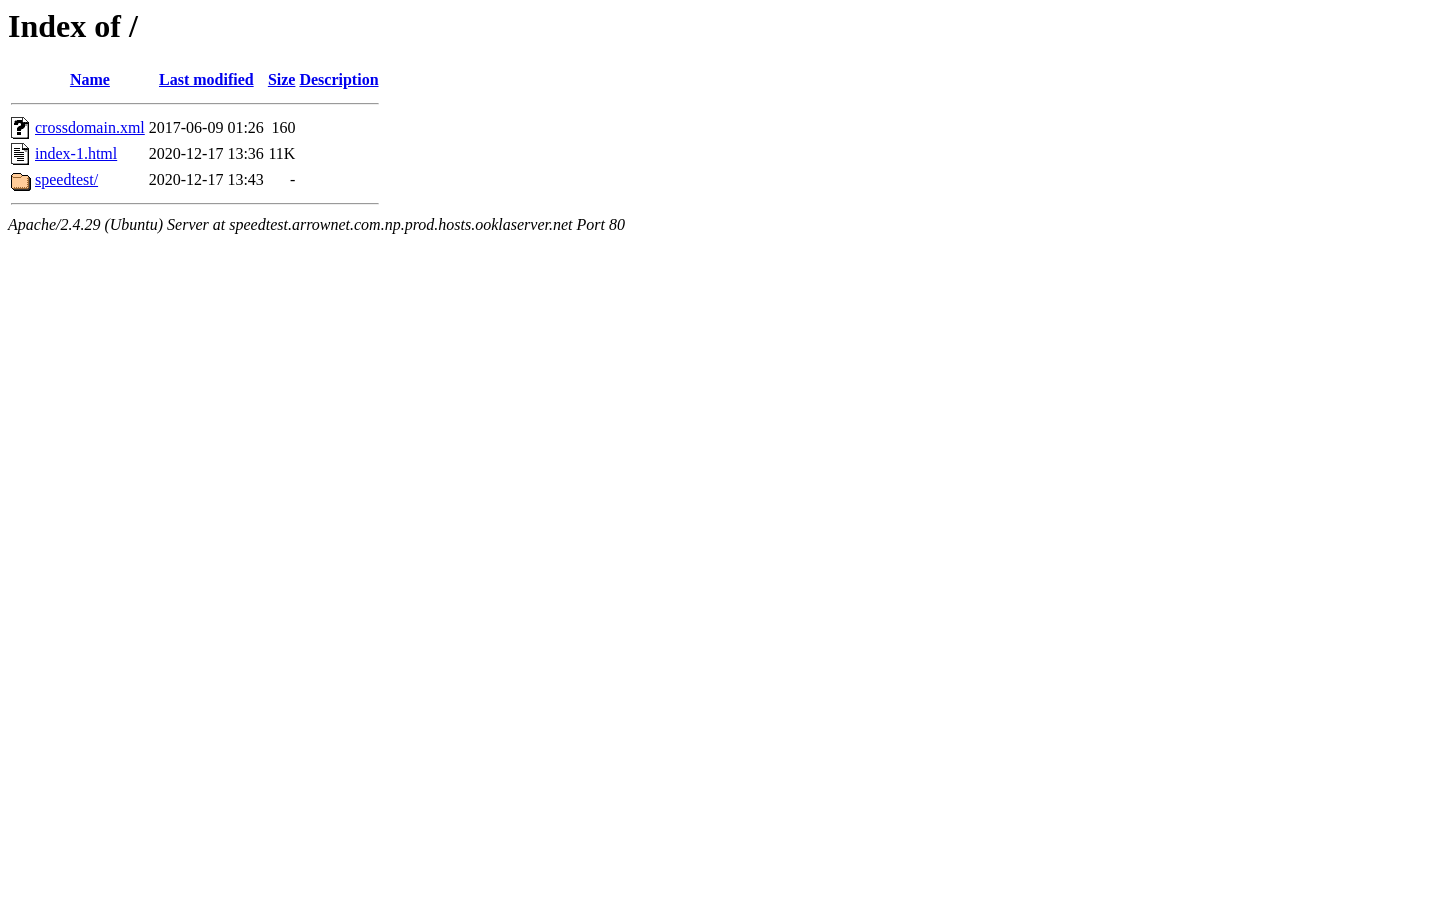 Index of /
Name Last modified Size Description
crossdomain.xml 2017-06-09 01:26 160
index-1.html 2020-12-17 13:36 11K
speedtest/ 2020-12-17 13:43 -
Apache/2.4.29 (Ubuntu) Server at speedtest.arrownet.com.np.prod.hosts.ooklaserver.net Port 80